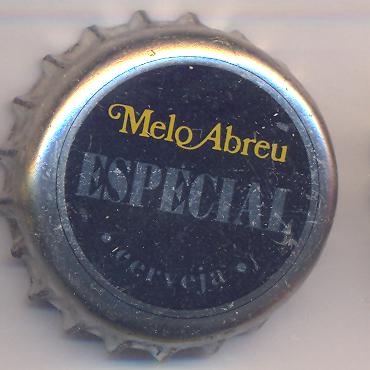 Melo Abreu
ESPECIAL
• cerveja •